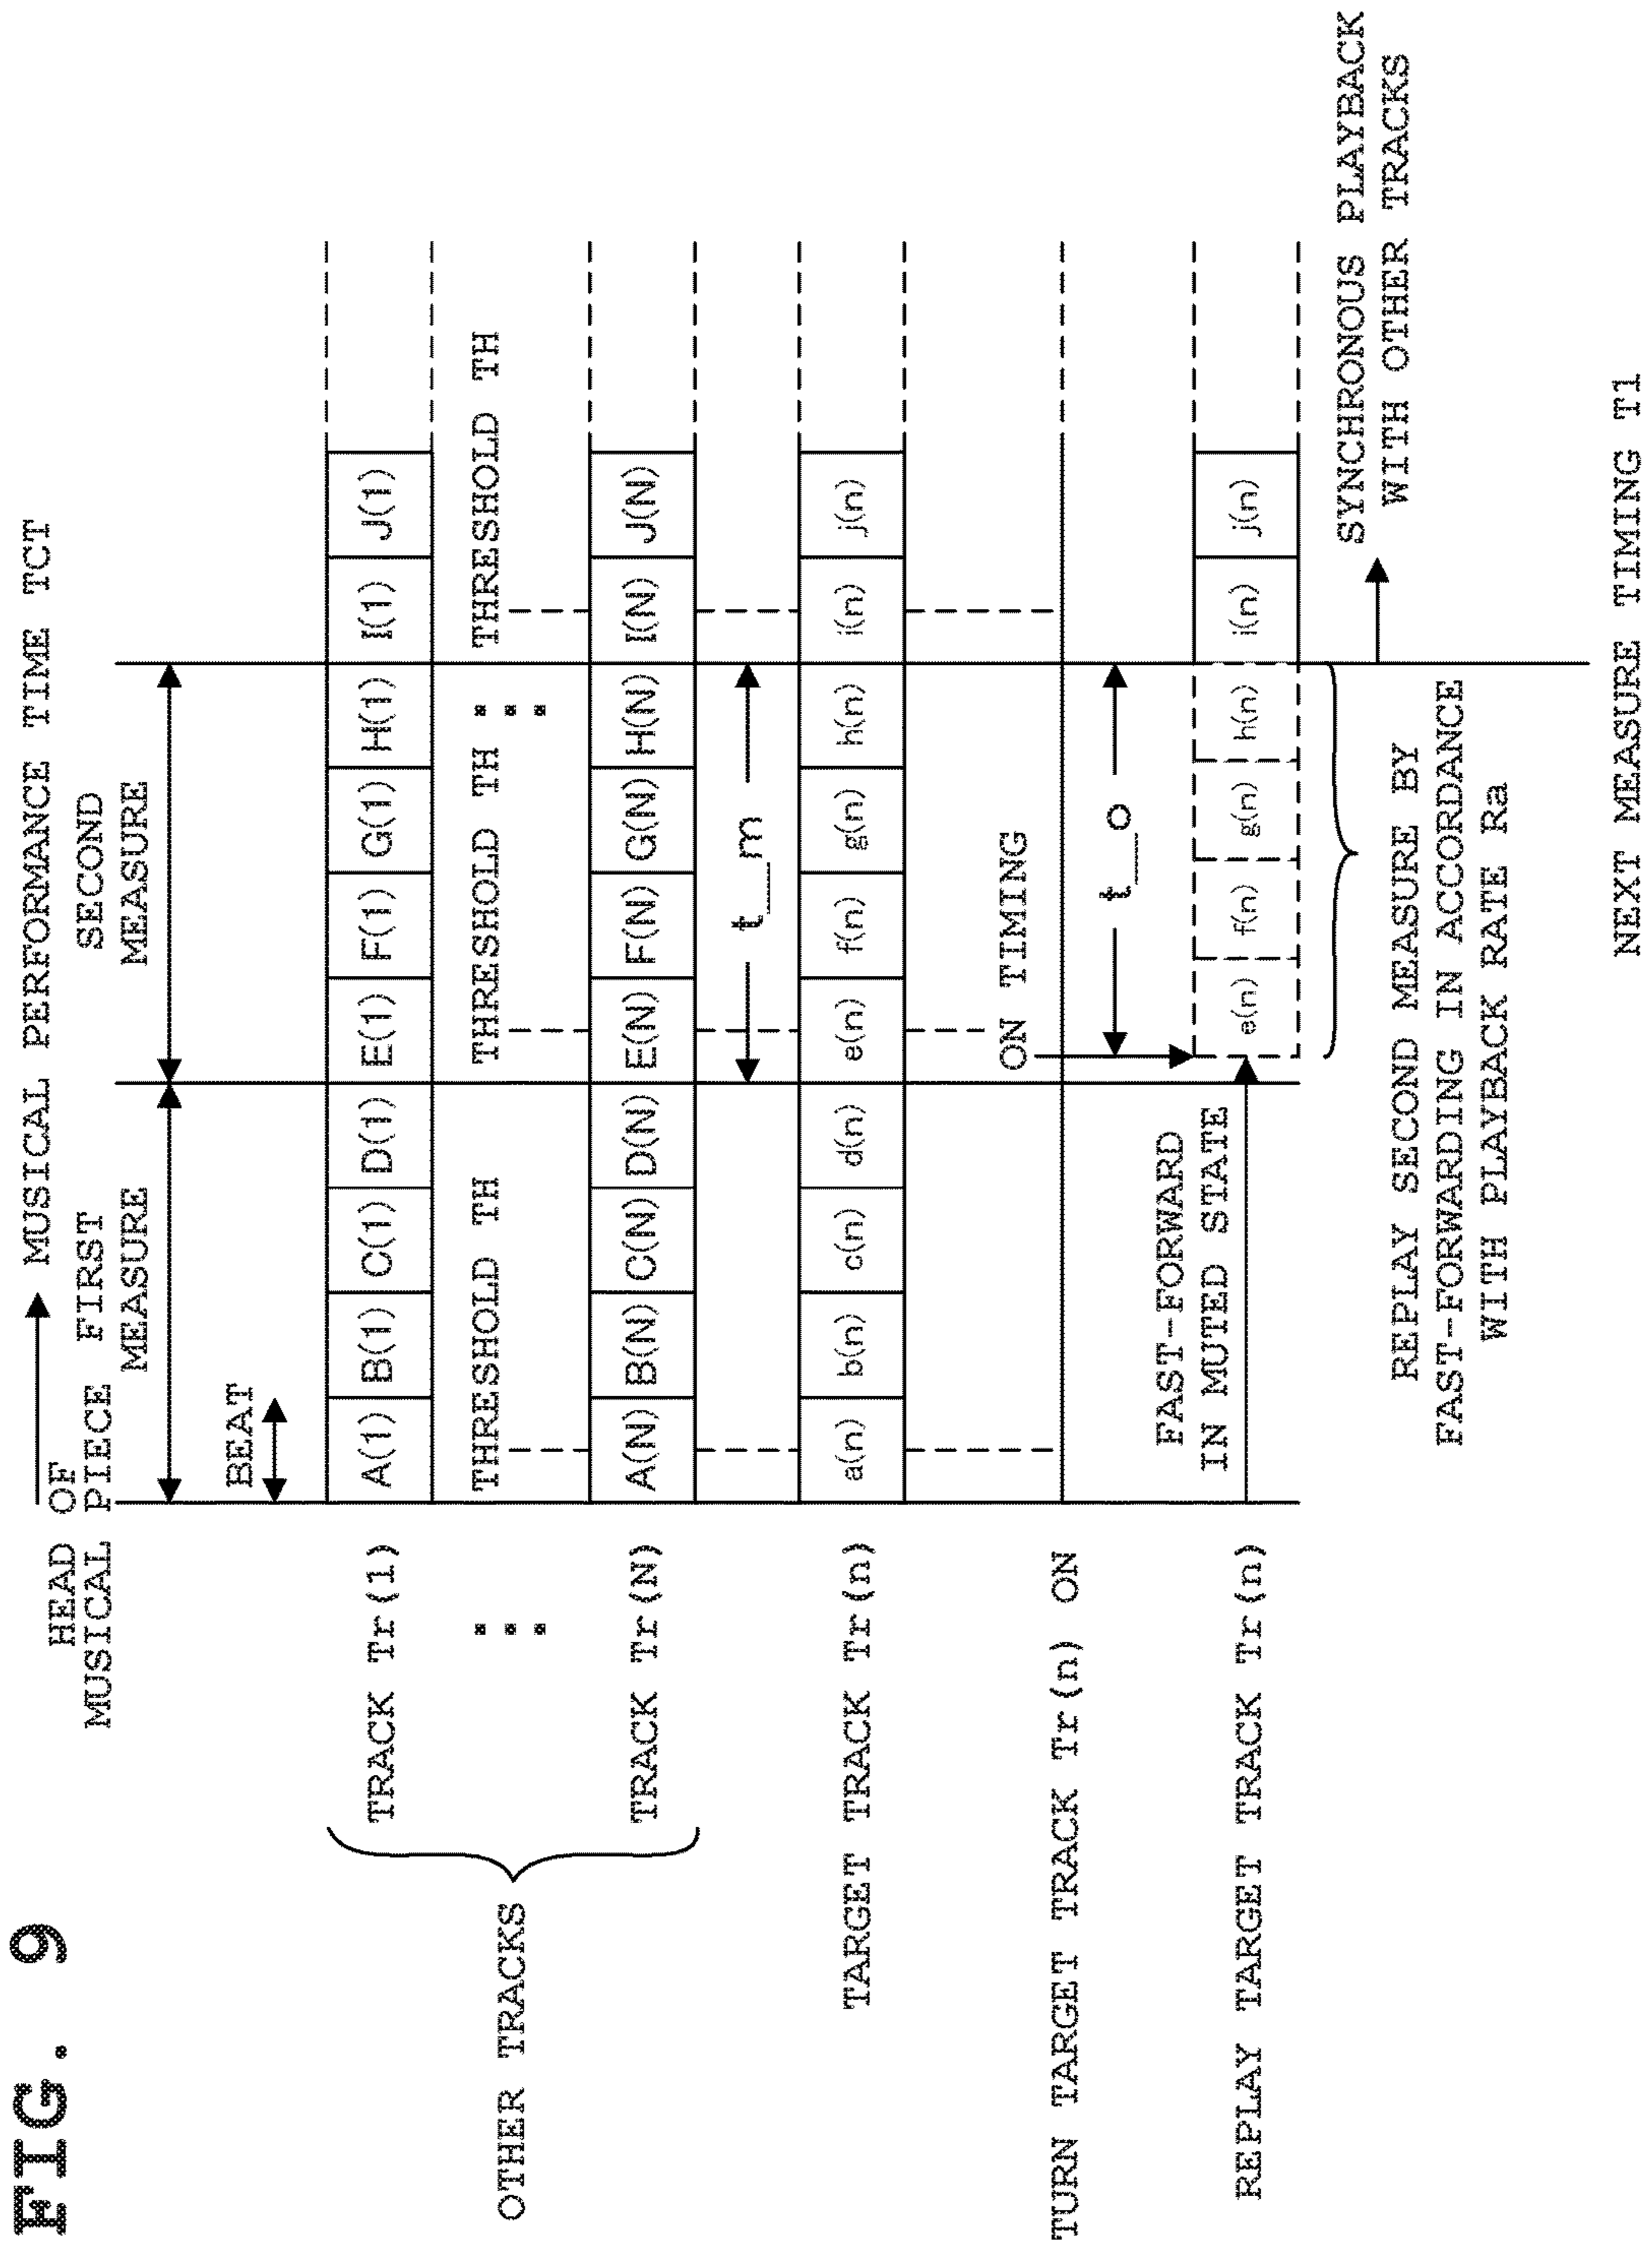 FIG. 9
MUSICAL PERFORMANCE TIME TCT
HEAD OF
MUSICAL PIECE
FIRST
MEASURE
SECOND
MEASURE
BEAT
OTHER TRACKS
TRACK Tr(1)
A(1) B(1) C(1) D(1) E(1) F(1) G(1) H(1) I(1) J(1)
THRESHOLD TH THRESHOLD TH THRESHOLD TH
TRACK Tr(N)
A(N) B(N) C(N) D(N) E(N) F(N) G(N) H(N) I(N) J(N)
t_m
TARGET TRACK Tr(n)
a(n) b(n) c(n) d(n) e(n) f(n) g(n) h(n) i(n) j(n)
ON TIMING
TURN TARGET TRACK Tr(n) ON
t_o
FAST-FORWARD
IN MUTED STATE
REPLAY TARGET TRACK Tr(n)
e(n) f(n) g(n) h(n) i(n) j(n)
SYNCHRONOUS PLAYBACK
WITH OTHER TRACKS
REPLAY SECOND MEASURE BY
FAST-FORWARDING IN ACCORDANCE
WITH PLAYBACK RATE Ra
NEXT MEASURE TIMING T1